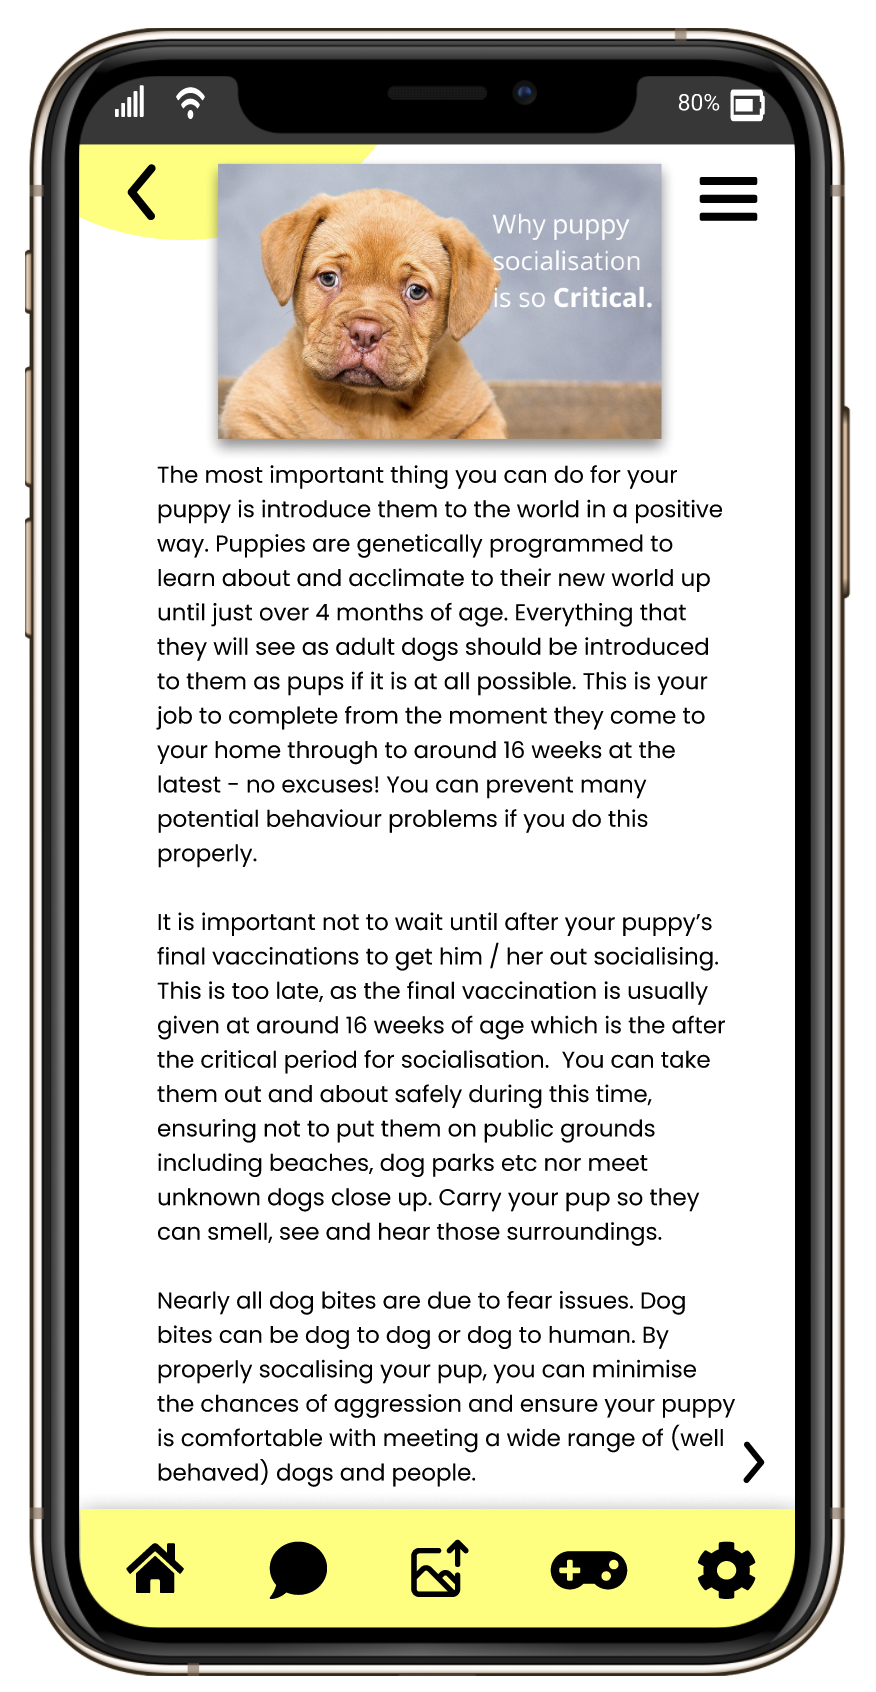 80%
Why puppy
socialisation
is so Critical.
The most important thing you can do for your
puppy is introduce them to the world in a positive
way. Puppies are genetically programmed to
learn about and acclimate to their new world up
until just over 4 months of age. Everything that
they will see as adult dogs should be introduced
to them as pups if it is at all possible. This is your
job to complete from the moment they come to
your home through to around 16 weeks at the
latest - no excuses! You can prevent many
potential behaviour problems if you do this
properly.
It is important not to wait until after your puppy’s
final vaccinations to get him / her out socialising.
This is too late, as the final vaccination is usually
given at around 16 weeks of age which is the after
the critical period for socialisation.  You can take
them out and about safely during this time,
ensuring not to put them on public grounds
including beaches, dog parks etc nor meet
unknown dogs close up. Carry your pup so they
can smell, see and hear those surroundings.
Nearly all dog bites are due to fear issues. Dog
bites can be dog to dog or dog to human. By
properly socalising your pup, you can minimise
the chances of aggression and ensure your puppy
is comfortable with meeting a wide range of (well
behaved) dogs and people.